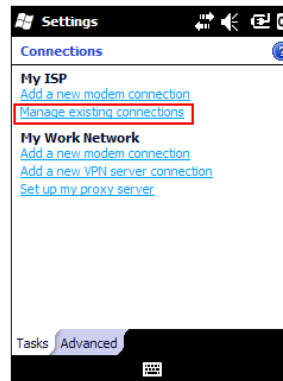 Settings
Connections
My ISP
Add a new modem connection
Manage existing connections
My Work Network
Add a new modem connection
Add a new VPN server connection
Set up my proxy server
Tasks Advanced